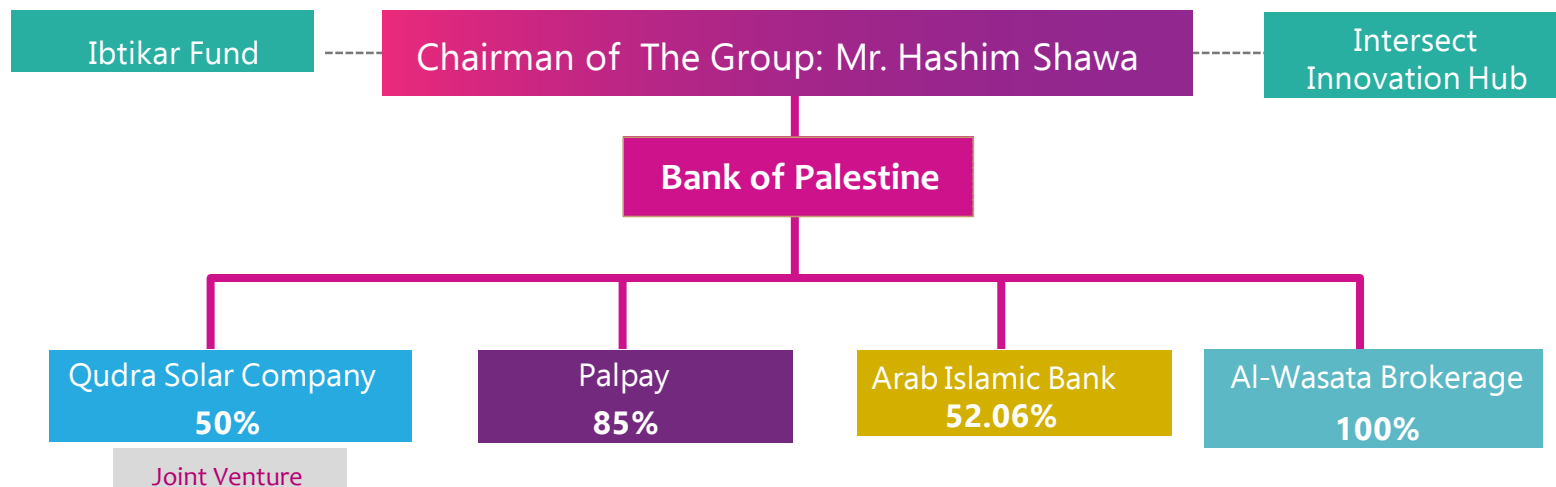 Ibtikar Fund
Chairman of The Group: Mr. Hashim Shawa
Intersect
Innovation Hub
Bank of Palestine
Qudra Solar Company
50%
Joint Venture
Palpay
85%
Arab Islamic Bank
52.06%
Al-Wasata Brokerage
100%